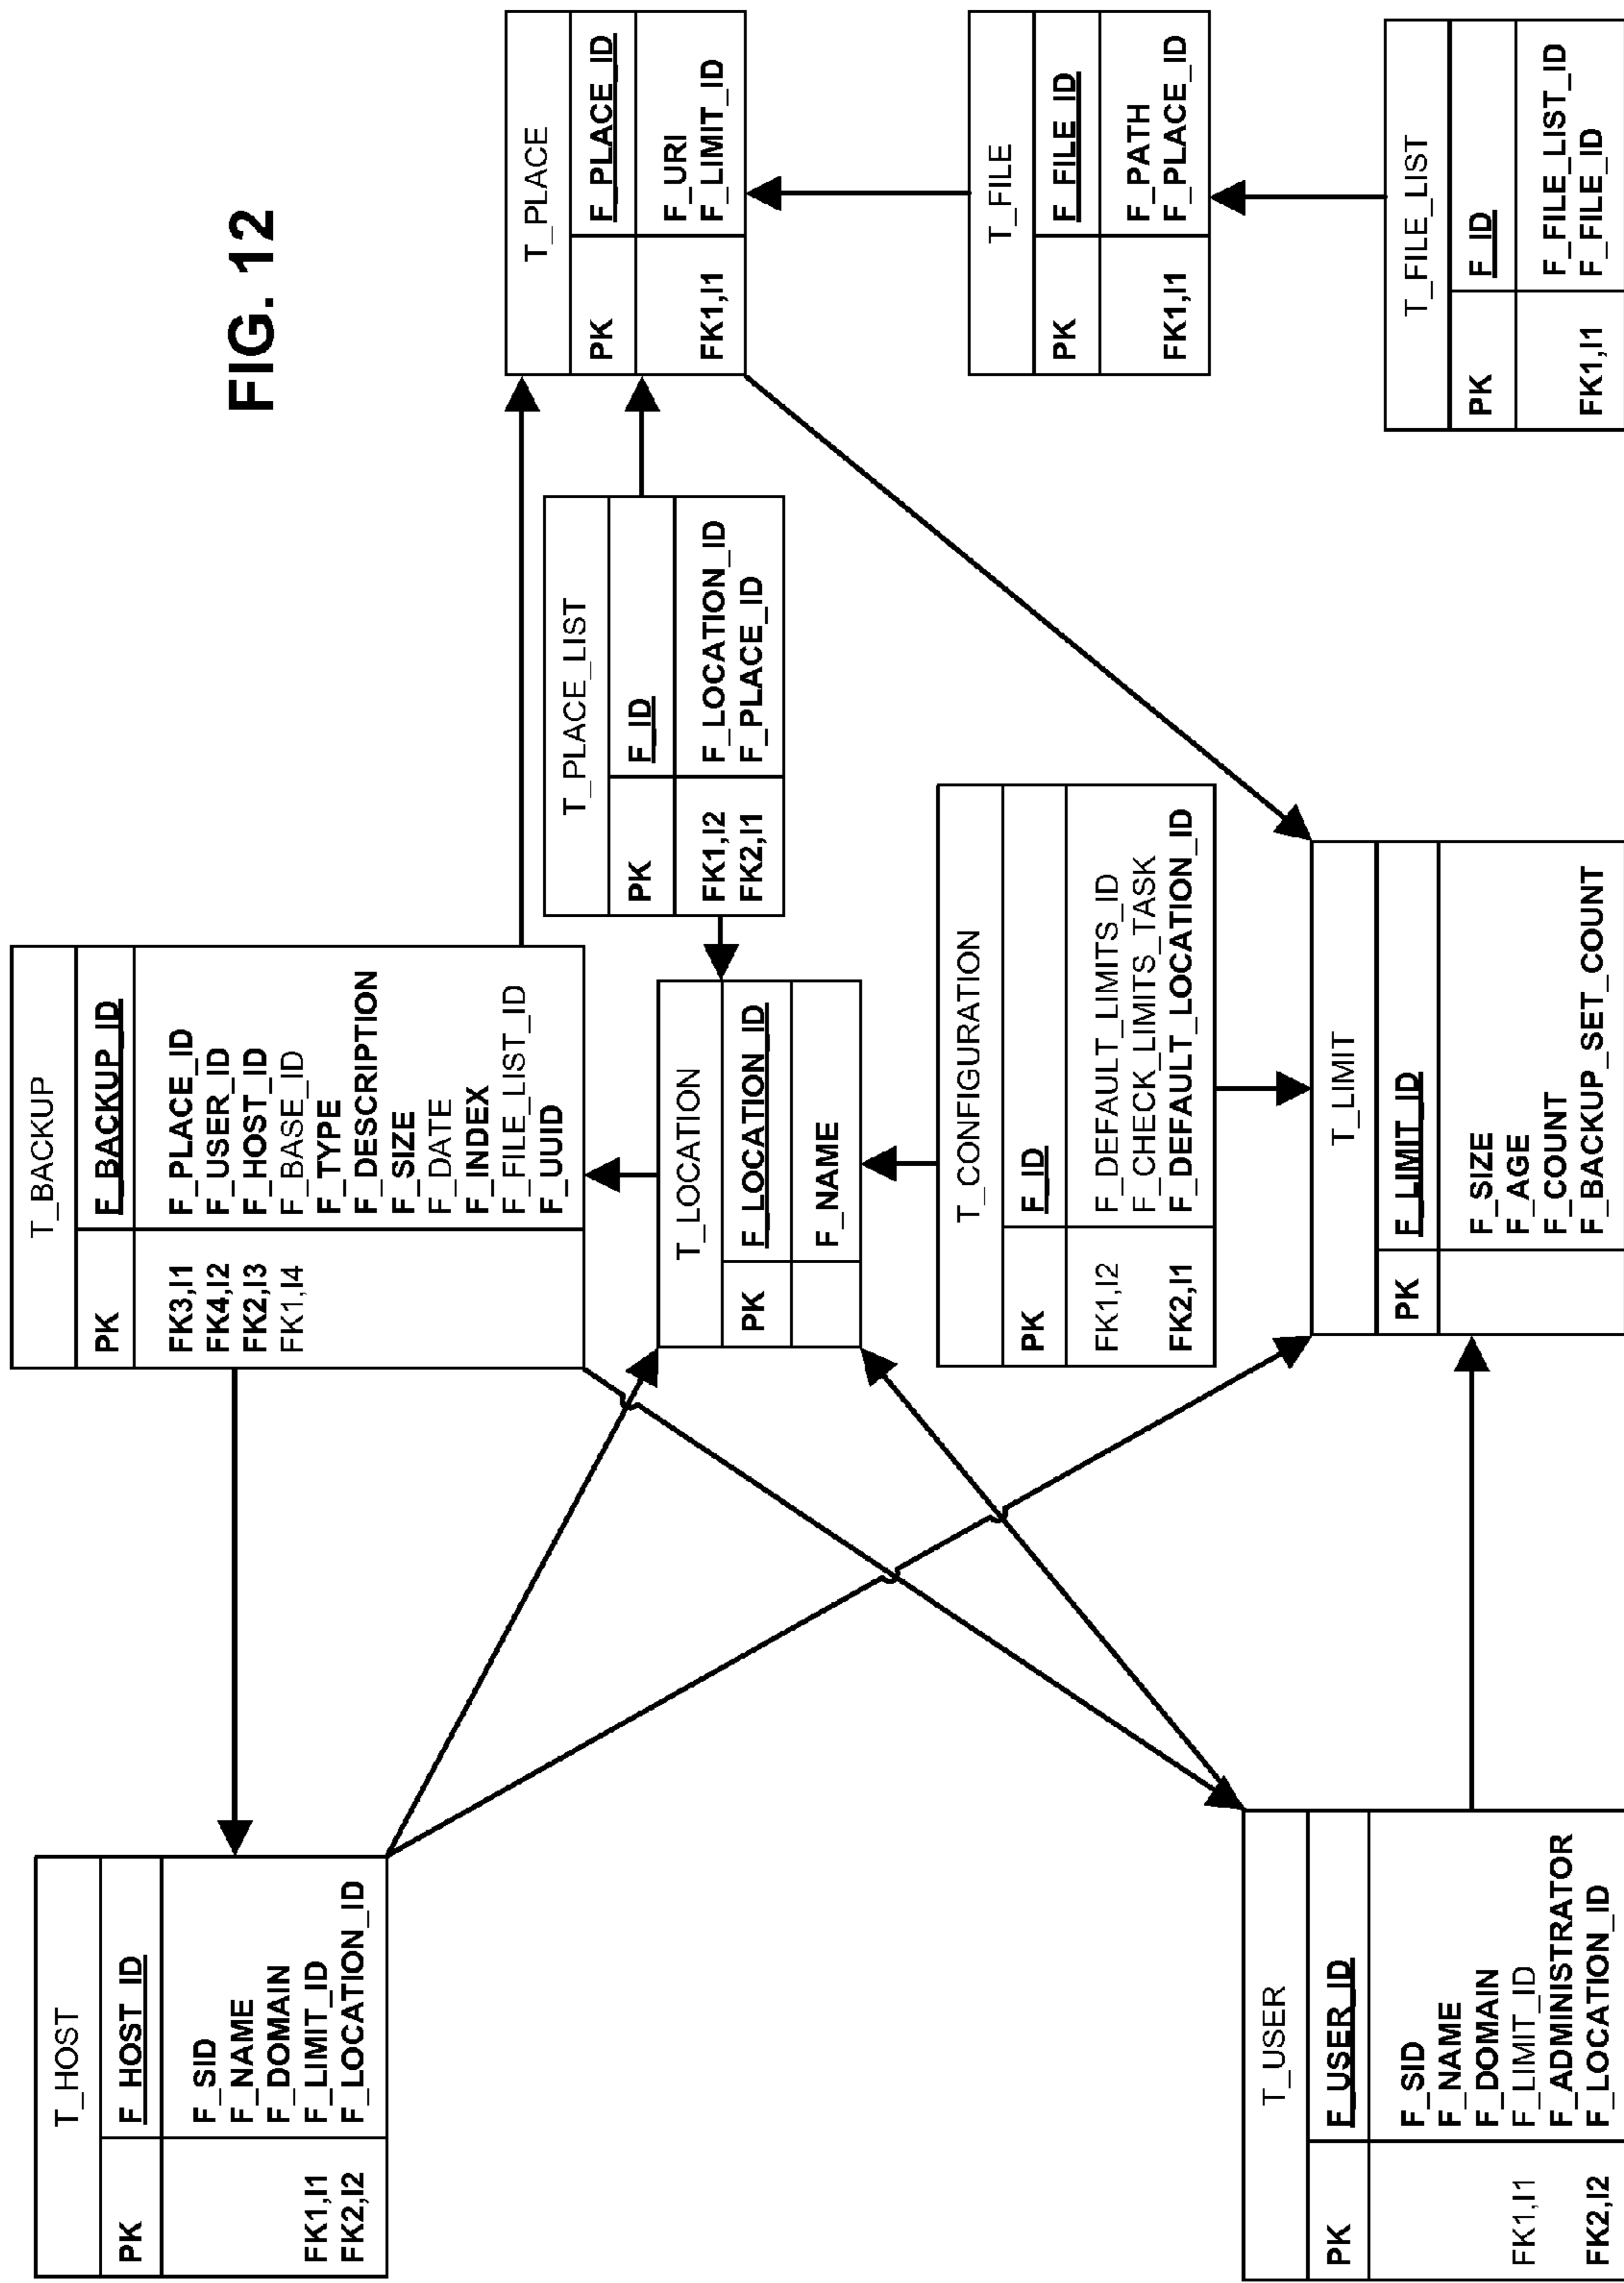 FIG. 12
T_HOST
PK F_HOST_ID
F_SID
F_NAME
F_DOMAIN
FK1,I1 F_LIMIT_ID
FK2,I2 F_LOCATION_ID
T_BACKUP
PK F_BACKUP_ID
FK3,I1 F_PLACE_ID
FK4,I2 F_USER_ID
FK2,I3 F_HOST_ID
FK1,I4 F_BASE_ID
F_TYPE
F_DESCRIPTION
F_SIZE
F_DATE
F_INDEX
F_FILE_LIST_ID
F_UUID
T_PLACE
PK F_PLACE_ID
F_URI
FK1,I1 F_LIMIT_ID
T_PLACE_LIST
PK F_ID
FK1,I2 F_LOCATION_ID
FK2,I1 F_PLACE_ID
T_LOCATION
PK F_LOCATION_ID
F_NAME
T_CONFIGURATION
PK F_ID
FK1,I2 F_DEFAULT_LIMITS_ID
F_CHECK_LIMITS_TASK
FK2,I1 F_DEFAULT_LOCATION_ID
T_FILE
PK F_FILE_ID
F_PATH
FK1,I1 F_PLACE_ID
T_USER
PK F_USER_ID
F_SID
F_NAME
F_DOMAIN
FK1,I1 F_LIMIT_ID
F_ADMINISTRATOR
FK2,I2 F_LOCATION_ID
T_LIMIT
PK F_LIMIT_ID
F_SIZE
F_AGE
F_COUNT
F_BACKUP_SET_COUNT
T_FILE_LIST
PK F_ID
F_FILE_LIST_ID
FK1,I1 F_FILE_ID